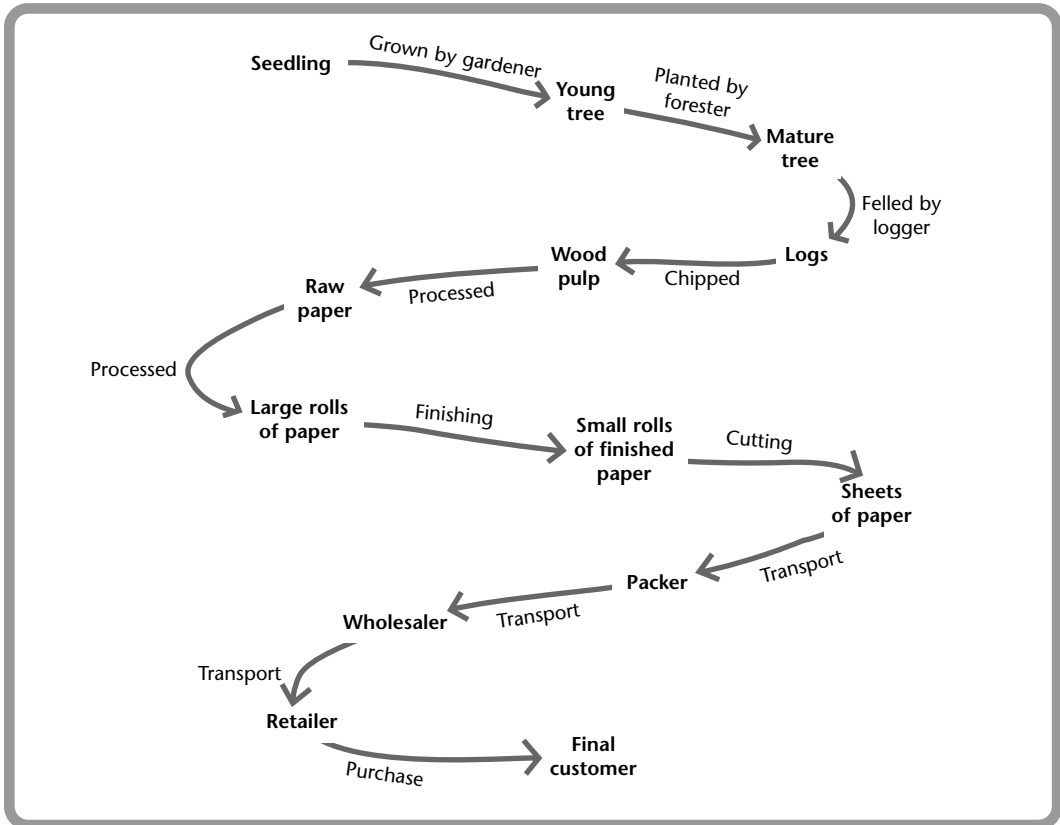 Seedling
Grown by gardener
Young
tree
Planted by
forester
Mature
tree
Felled by
logger
Logs
Chipped
Wood
pulp
Processed
Raw
paper
Processed
Large rolls
of paper
Finishing
Small rolls
of finished
paper
Cutting
Sheets
of paper
Transport
Packer
Transport
Wholesaler
Transport
Retailer
Purchase
Final
customer